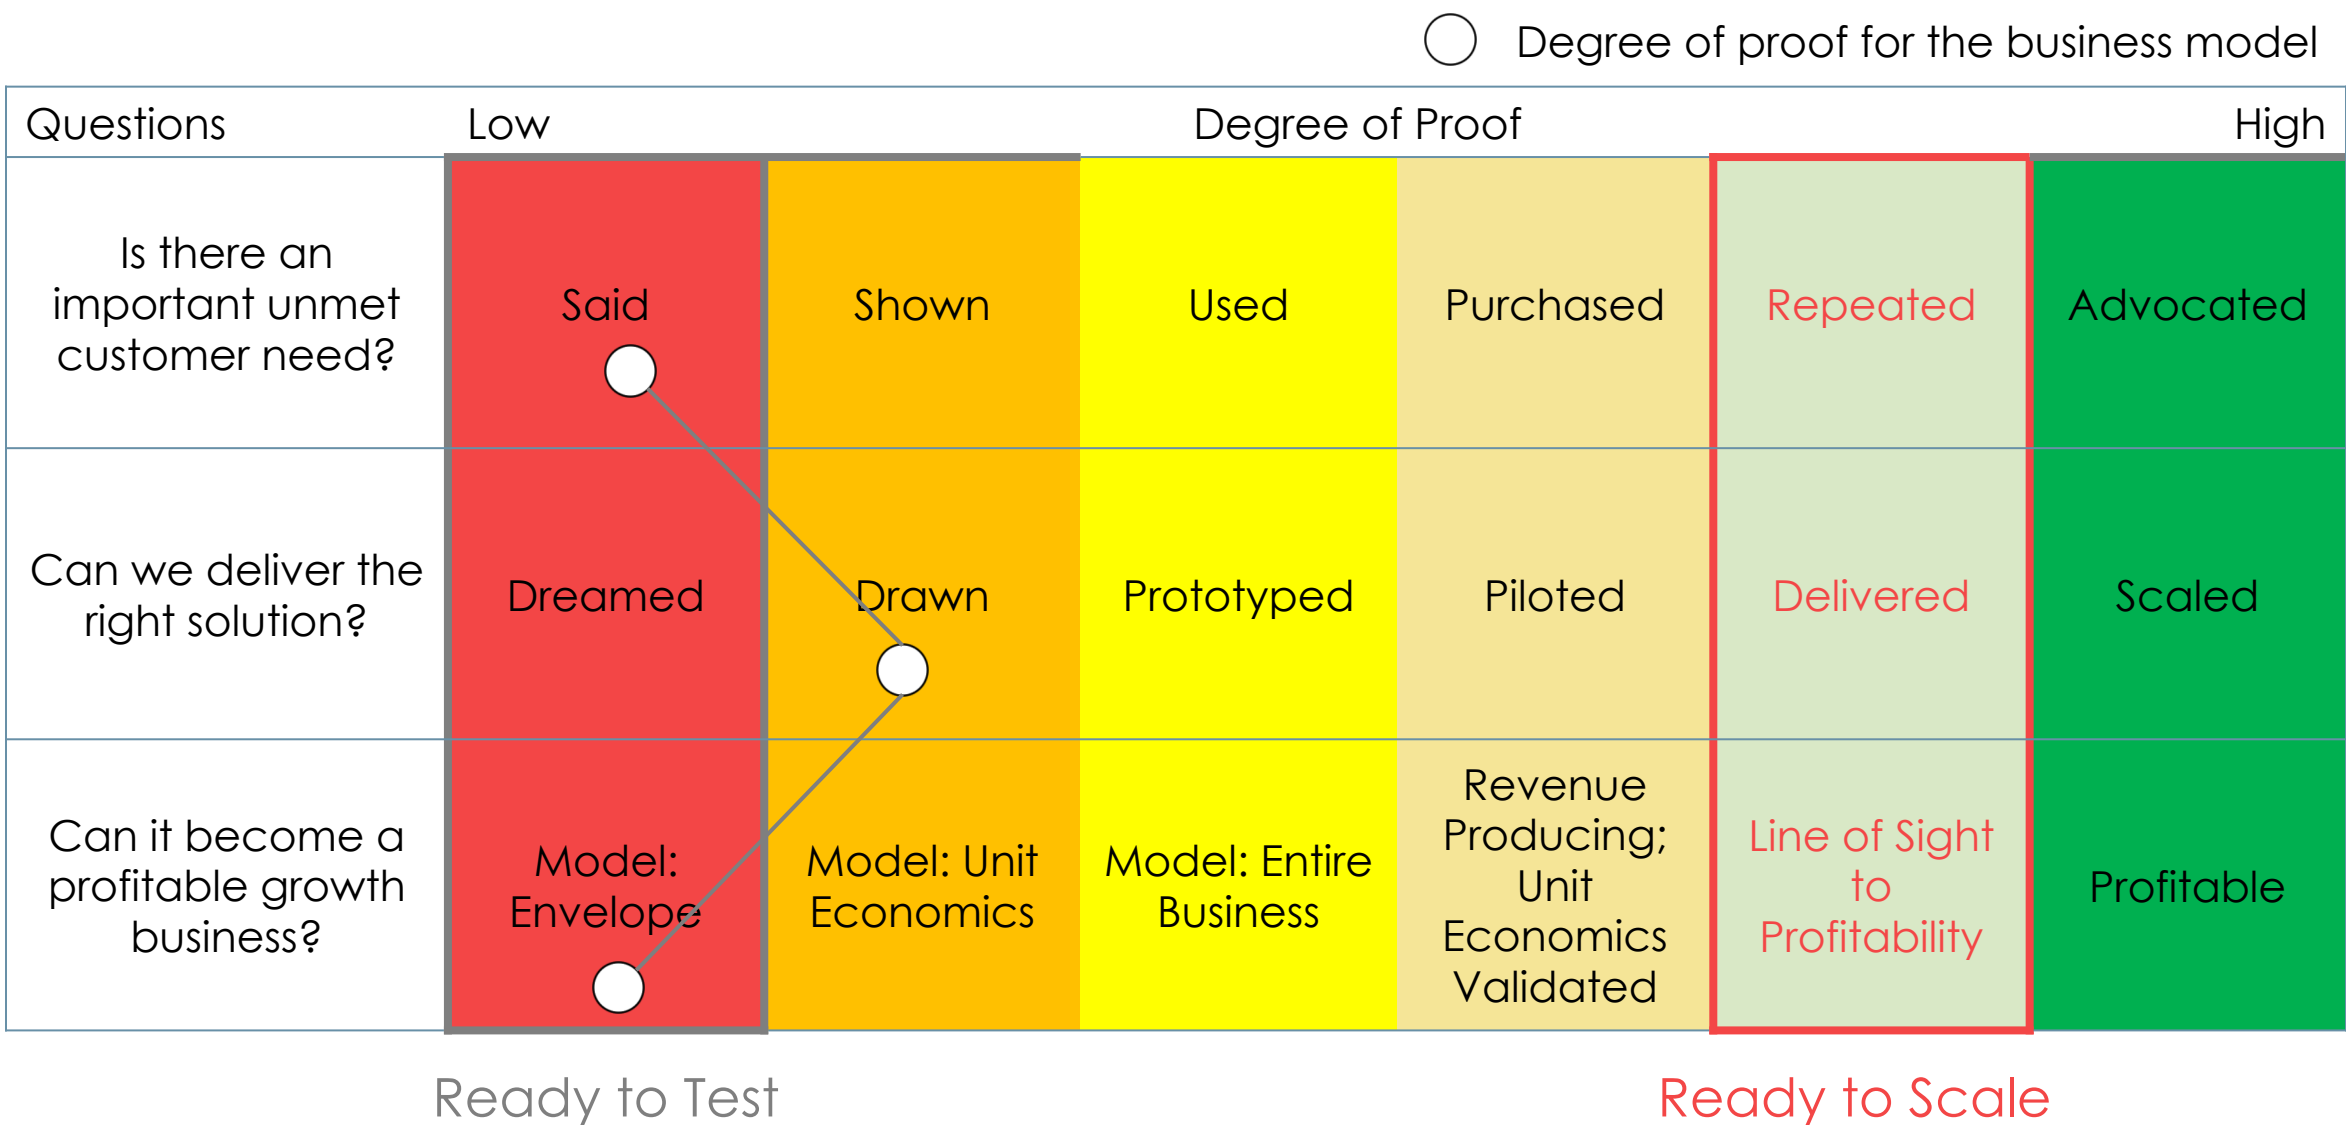 Degree of proof for the business model
Questions
Low
Degree of Proof
High
Is there an
important unmet
customer need?
Said
Shown
Used
Purchased
Repeated
Advocated
Can we deliver the
right solution?
Dreamed
Drawn
Prototyped
Piloted
Delivered
Scaled
Can it become a
profitable growth
business?
Model:
Envelope
Model: Unit
Economics
Model: Entire
Business
Revenue
Producing;
Unit
Economics
Validated
Line of Sight
to
Profitability
Profitable
Ready to Test
Ready to Scale